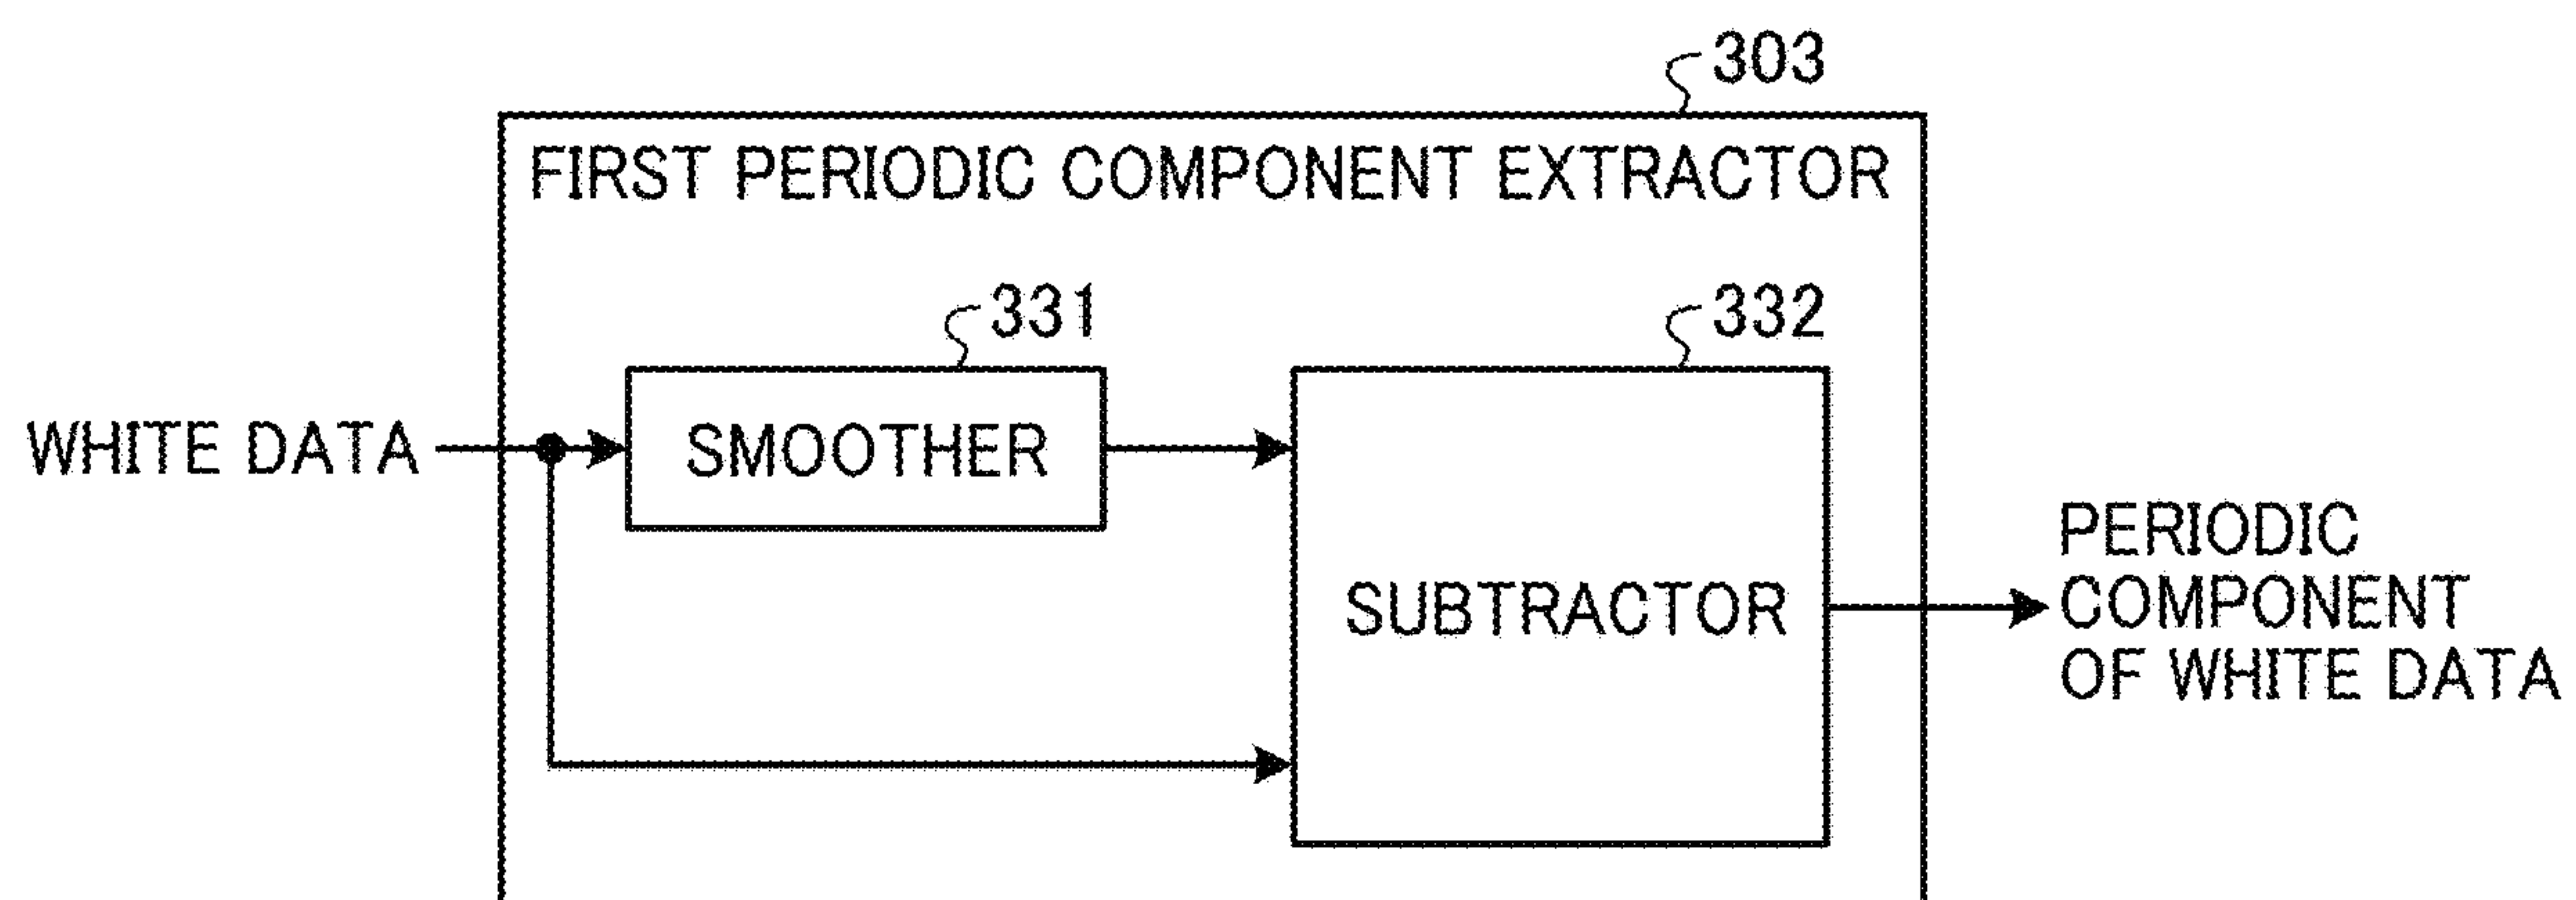 303
FIRST PERIODIC COMPONENT EXTRACTOR
331
332
WHITE DATA
SMOOTHER
SUBTRACTOR
PERIODIC
COMPONENT
OF WHITE DATA